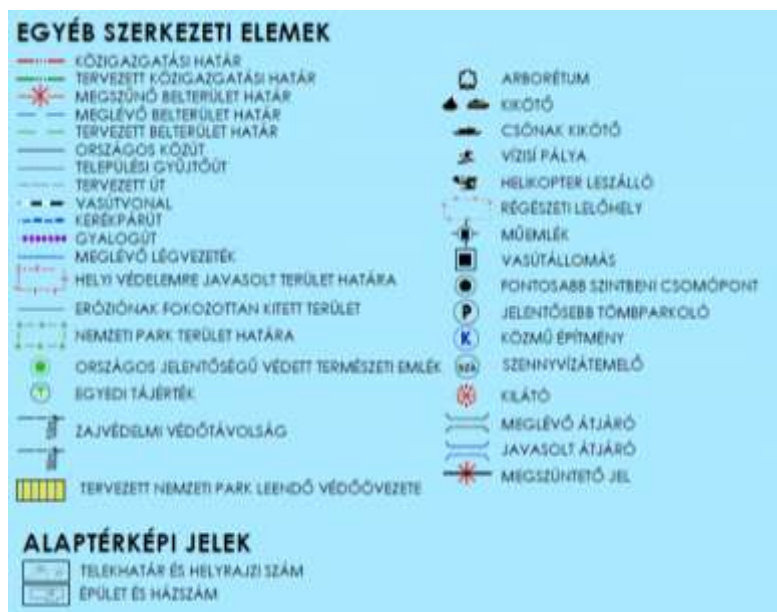 EGYÉB SZERKEZETI ELEMEK
KÖZIGAZGATÁSI HATÁR
TERVEZETT KÖZIGAZGATÁSI HATÁR
MEGSZŰNŐ BELTERÜLET HATÁR
MEGLÉVŐ BELTERÜLET HATÁR
TERVEZETT BELTERÜLET HATÁR
ORSZÁGOS KÖZÚT
TELEPÜLÉSI GYŰJTŐÚT
TERVEZETT ÚT
VASÚTVONAL
KERÉKPÁRÚT
GYALOGÚT
MEGLÉVŐ LÉGVEZETÉK
HELYI VÉDELEMRE JAVASOLT TERÜLET HATÁRA
ERÓZIÓNAK FOKOZOTTAN KITETT TERÜLET
NEMZETI PARK TERÜLET HATÁRA
ORSZÁGOS JELENTŐSÉGŰ VÉDETT TERMÉSZETI EMLÉK
T EGYEDI TÁJÉRTÉK
ZAJVÉDELMI VÉDŐTÁVOLSÁG
TERVEZETT NEMZETI PARK LEENDŐ VÉDŐÖVEZETE
ARBORÉTUM
KIKÖTŐ
CSÓNAK KIKÖTŐ
VÍZISÍ PÁLYA
HELIKOPTER LESZÁLLÓ
RÉGÉSZETI LELŐHELY
MŰEMLÉK
VASÚTÁLLOMÁS
FONTOSABB SZINTBENI CSOMÓPONT
P JELENTŐSEBB TÖMBPARKOLÓ
K KÖZMŰ ÉPÍTMÉNY
SZÁ SZENNYVÍZÁTEMELŐ
KILÁTÓ
MEGLÉVŐ ÁTJÁRÓ
JAVASOLT ÁTJÁRÓ
MEGSZÜNTETŐ JEL
ALAPTÉRKÉPI JELEK
TELEKHATÁR ÉS HELYRAJZI SZÁM
ÉPÜLET ÉS HÁZSZÁM